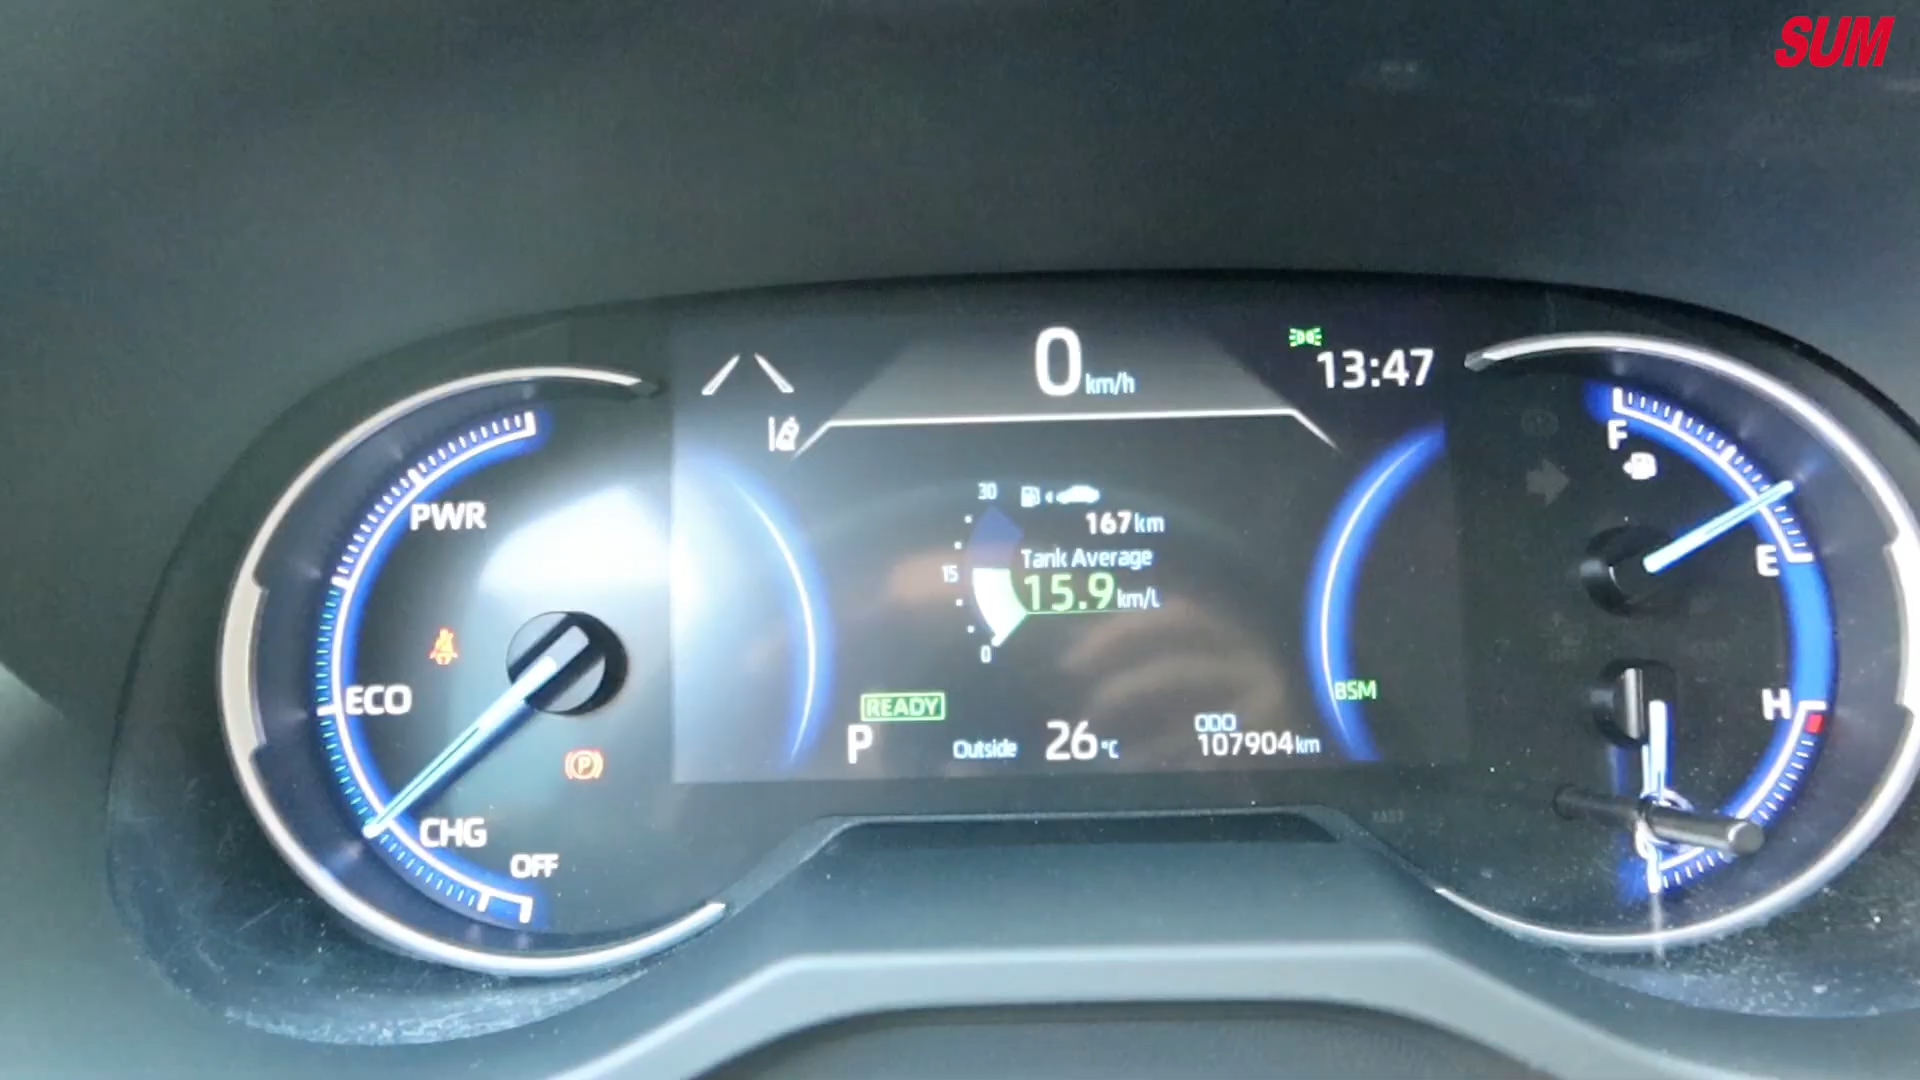 SUM
0 km/h
13:47
F
30
167 km
PWR
Tank Average
15
15.9 km/L
E
0
ECO
BSM
READY
H
P
Outside 26 °C
ODO
107904 km
P
CHG
OFF